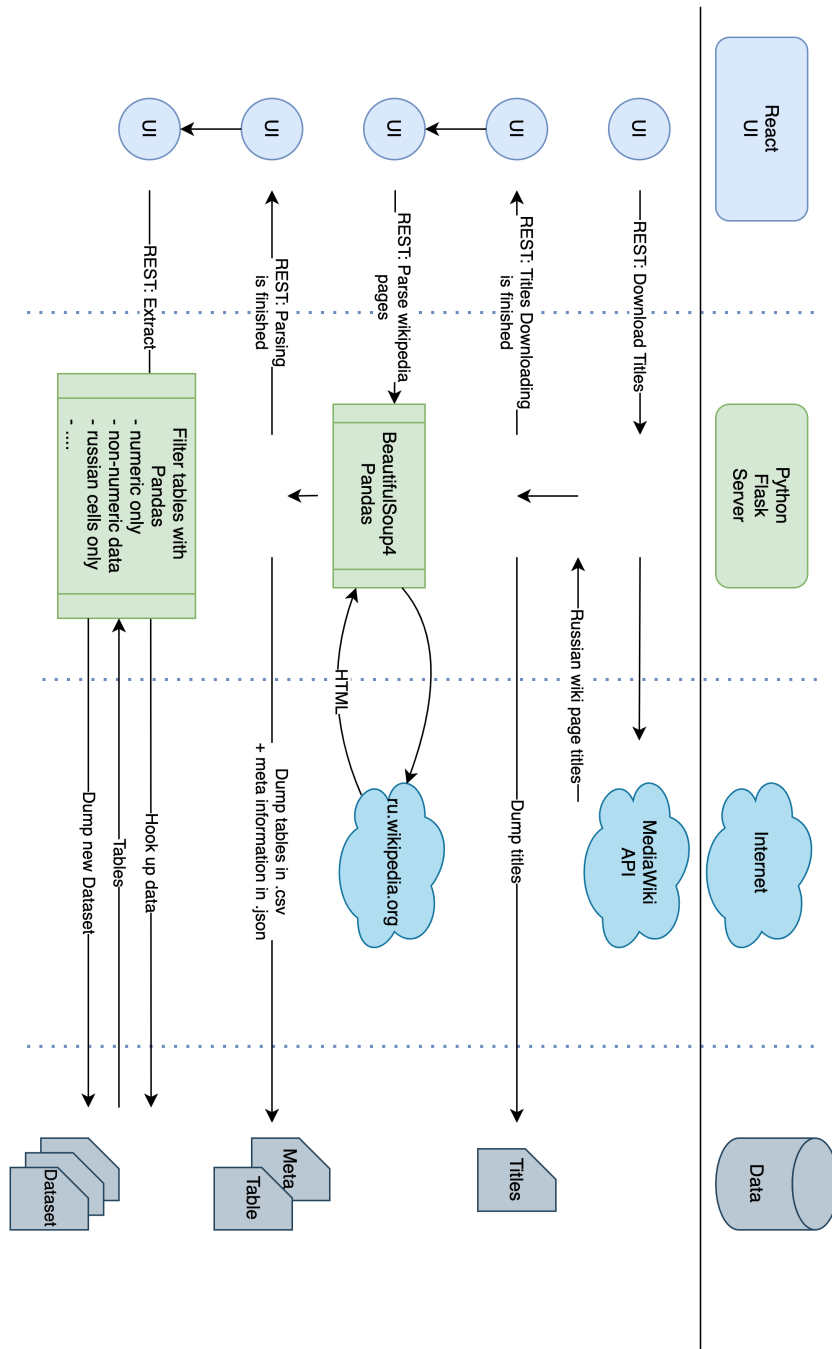 React
UI
Python
Flask
Server
Internet
Data
UI
REST: Download Titles
MediaWiki
API
Russian wiki page titles
UI
REST: Titles Downloading
is finished
Dump titles
Titles
UI
REST: Parse wikipedia
pages
BeautifulSoup4
Pandas
HTML
ru.wikipedia.org
UI
REST: Parsing
is finished
Dump tables in .csv
+ meta information in .json
Meta
Table
UI
REST: Extract
Filter tables with
Pandas
- numeric only
- non-numeric data
- russian cells only
- ....
Hook up data
Tables
Dump new Dataset
Dataset